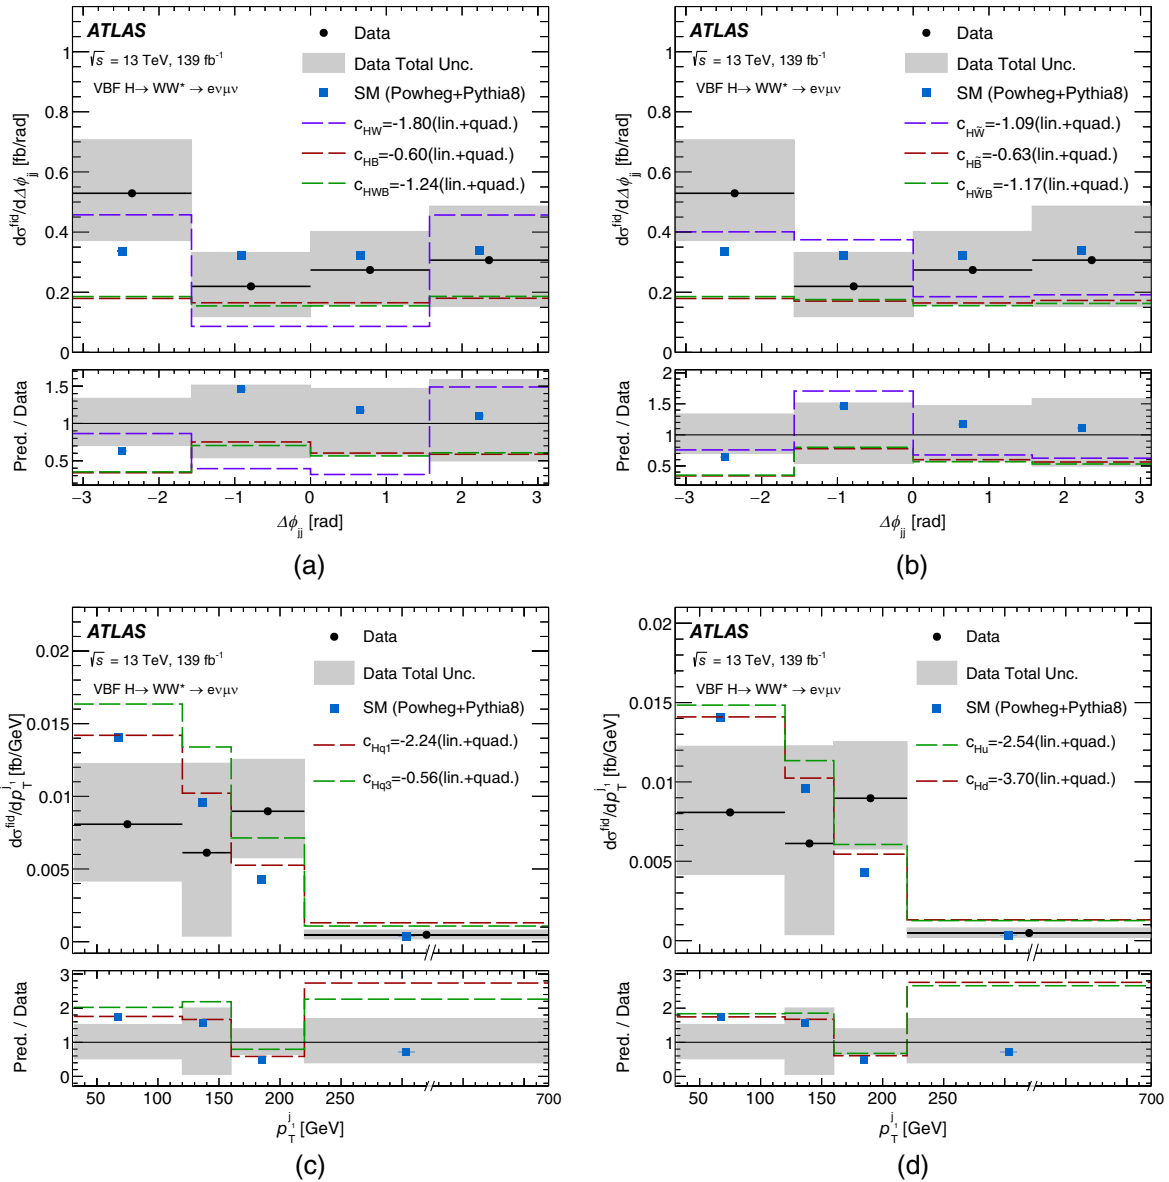 ATLAS
√s = 13 TeV, 139 fb⁻¹
VBF H→ WW* → eνμν
Data
Data Total Unc.
SM (Powheg+Pythia8)
c_HW=-1.80(lin.+quad.)
c_HB=-0.60(lin.+quad.)
c_HWB=-1.24(lin.+quad.)
dσ^fid/dΔφ_jj [fb/rad]
1
0.8
0.6
0.4
0.2
0
Pred. / Data
1.5
1
0.5
−3 −2 −1 0 1 2 3
Δφ_jj [rad]
(a)
ATLAS
√s = 13 TeV, 139 fb⁻¹
VBF H→ WW* → eνμν
Data
Data Total Unc.
SM (Powheg+Pythia8)
c_HW̃=-1.09(lin.+quad.)
c_HB̃=-0.63(lin.+quad.)
c_HW̃B=-1.17(lin.+quad.)
dσ^fid/dΔφ_jj [fb/rad]
1
0.8
0.6
0.4
0.2
0
Pred. / Data
2
1.5
1
0.5
−3 −2 −1 0 1 2 3
Δφ_jj [rad]
(b)
ATLAS
√s = 13 TeV, 139 fb⁻¹
VBF H→ WW* → eνμν
Data
Data Total Unc.
SM (Powheg+Pythia8)
c_Hq1=-2.24(lin.+quad.)
c_Hq3=-0.56(lin.+quad.)
dσ^fid/dp_T^j₁ [fb/GeV]
0.02
0.015
0.01
0.005
0
Pred. / Data
3
2
1
0
50 100 150 200 250 700
p_T^j₁ [GeV]
(c)
ATLAS
√s = 13 TeV, 139 fb⁻¹
VBF H→ WW* → eνμν
Data
Data Total Unc.
SM (Powheg+Pythia8)
c_Hu=-2.54(lin.+quad.)
c_Hd=-3.70(lin.+quad.)
dσ^fid/dp_T^j₁ [fb/GeV]
0.02
0.015
0.01
0.005
0
Pred. / Data
3
2
1
0
50 100 150 200 250 700
p_T^j₁ [GeV]
(d)